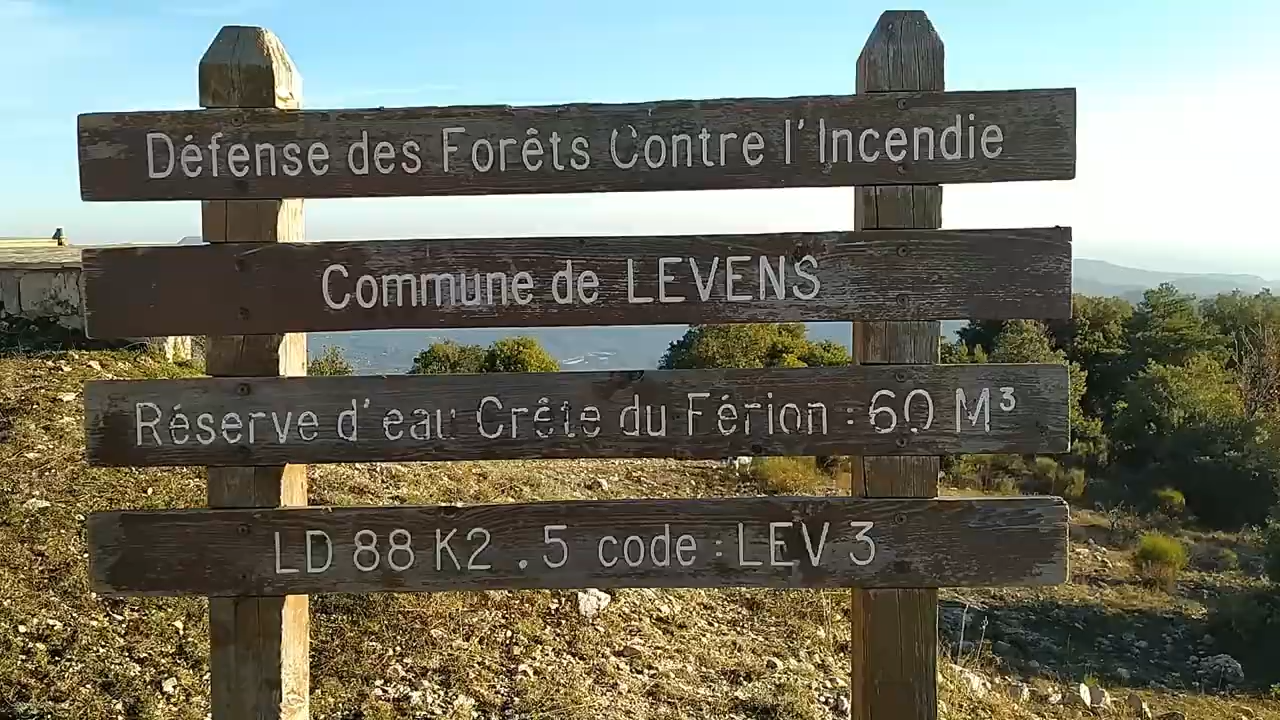 Défense des Forêts Contre l'Incendie
Commune de LEVENS
Réserve d'eau Crête du Férion : 60 M³
LD 88 K2 .5 code : LEV 3